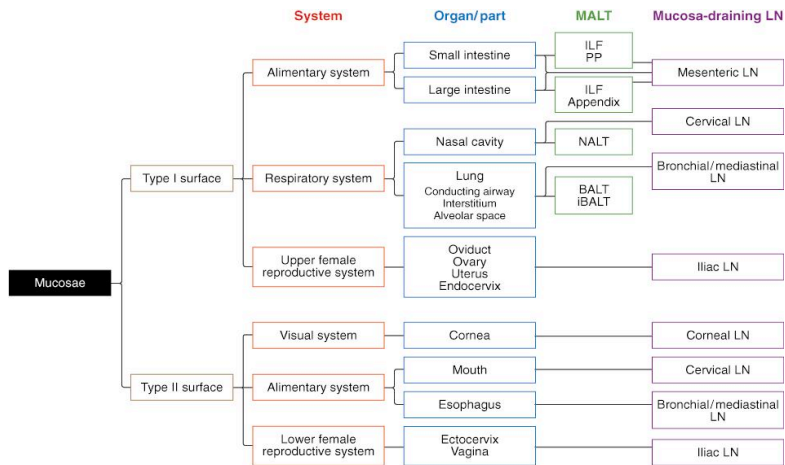 System
Organ/part
MALT
Mucosa-draining LN
Small intestine
ILF
PP
Alimentary system
Mesenteric LN
Large intestine
ILF
Appendix
Cervical LN
Nasal cavity
NALT
Type I surface
Respiratory system
Lung
Conducting airway
Interstitium
Alveolar space
Bronchial/mediastinal
LN
BALT
iBALT
Upper female
reproductive system
Oviduct
Ovary
Uterus
Endocervix
Iliac LN
Mucosae
Visual system
Cornea
Corneal LN
Type II surface
Alimentary system
Mouth
Cervical LN
Esophagus
Bronchial/mediastinal
LN
Lower female
reproductive system
Ectocervix
Vagina
Iliac LN